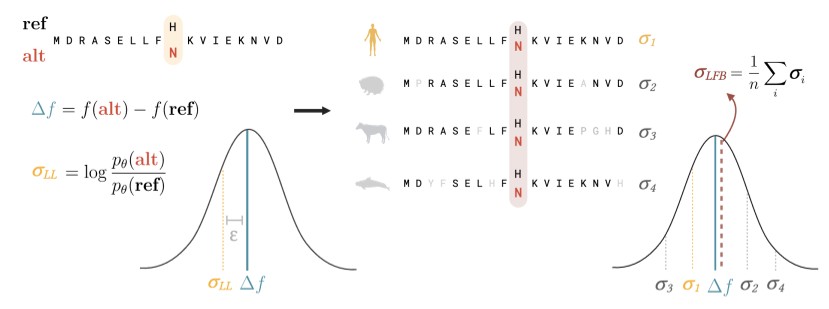 ref
H
M D R A S E L L F K V I E K N V D
alt
N
Δf = f(alt) − f(ref)
σLL = log pθ(alt) / pθ(ref)
ε
σLL Δf
H
M D R A S E L L F K V I E K N V D σ1
N
H
M P R A S E L L F K V I E A N V D σ2
N
H
M D R A S E F L F K V I E P G H D σ3
N
H
M D Y F S E L H F K V I E K N V H σ4
N
σLFB = 1/n ∑i σi
σ3 σ1 Δf σ2 σ4